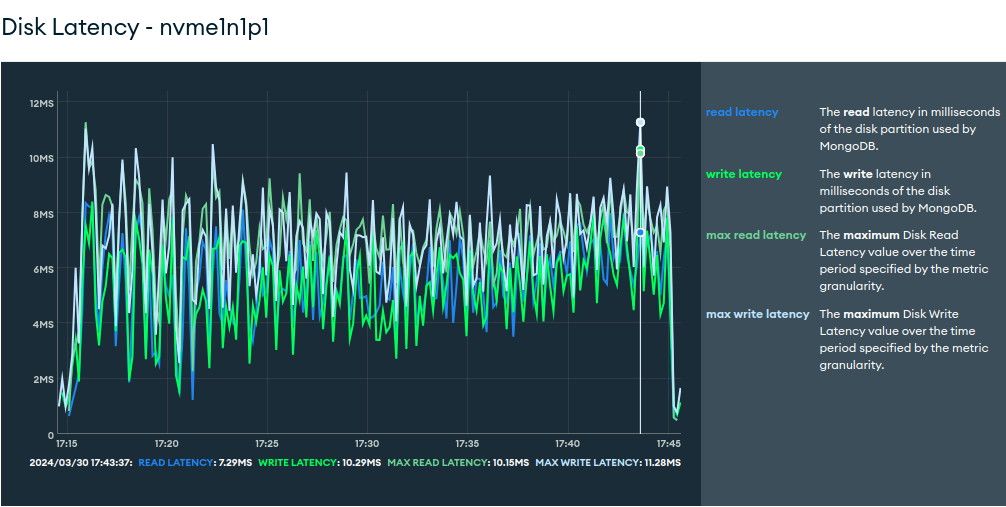 Disk Latency - nvme1n1p1
12MS
10MS
8MS
6MS
4MS
2MS
0
17:15
17:20
17:25
17:30
17:35
17:40
17:45
2024/03/30 17:43:37: READ LATENCY: 7.29MS WRITE LATENCY: 10.29MS MAX READ LATENCY: 10.15MS MAX WRITE LATENCY: 11.28MS
read latency
The read latency in milliseconds
of the disk partition used by
MongoDB.
write latency
The write latency in
milliseconds of the disk
partition used by MongoDB.
max read latency
The maximum Disk Read
Latency value over the time
period specified by the metric
granularity.
max write latency
The maximum Disk Write
Latency value over the time
period specified by the metric
granularity.